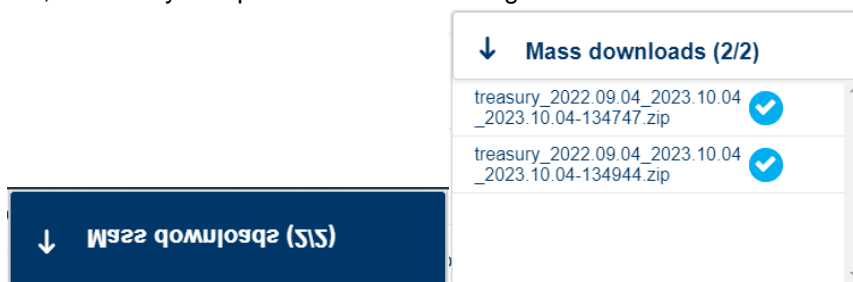 Mass downloads (2/2)
treasury_2022.09.04_2023.10.04
_2023.10.04-134747.zip
treasury_2022.09.04_2023.10.04
_2023.10.04-134944.zip
Mass downloads (2/2)